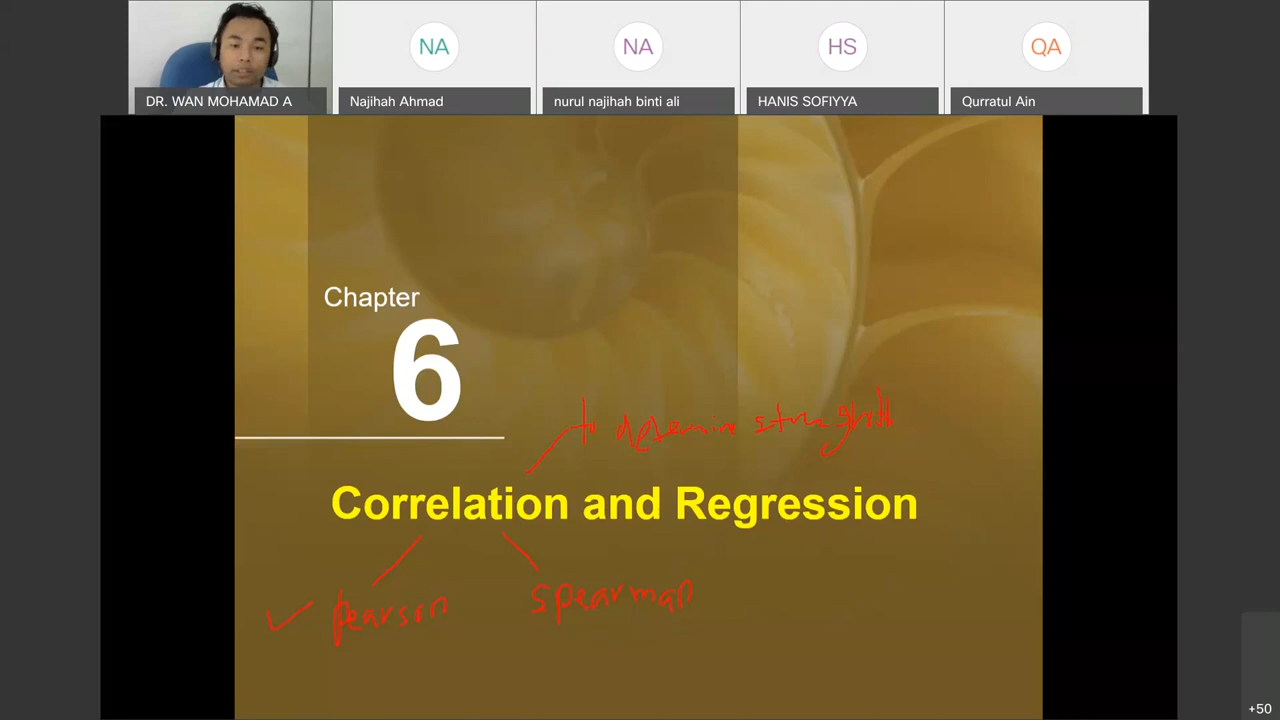 NA
NA
HS
QA
DR. WAN MOHAMAD A
Najihah Ahmad
nurul najihah binti ali
HANIS SOFIYYA
Qurratul Ain
Chapter
6
to determine
Correlation and Regression
✓ pearson
spearman
+50